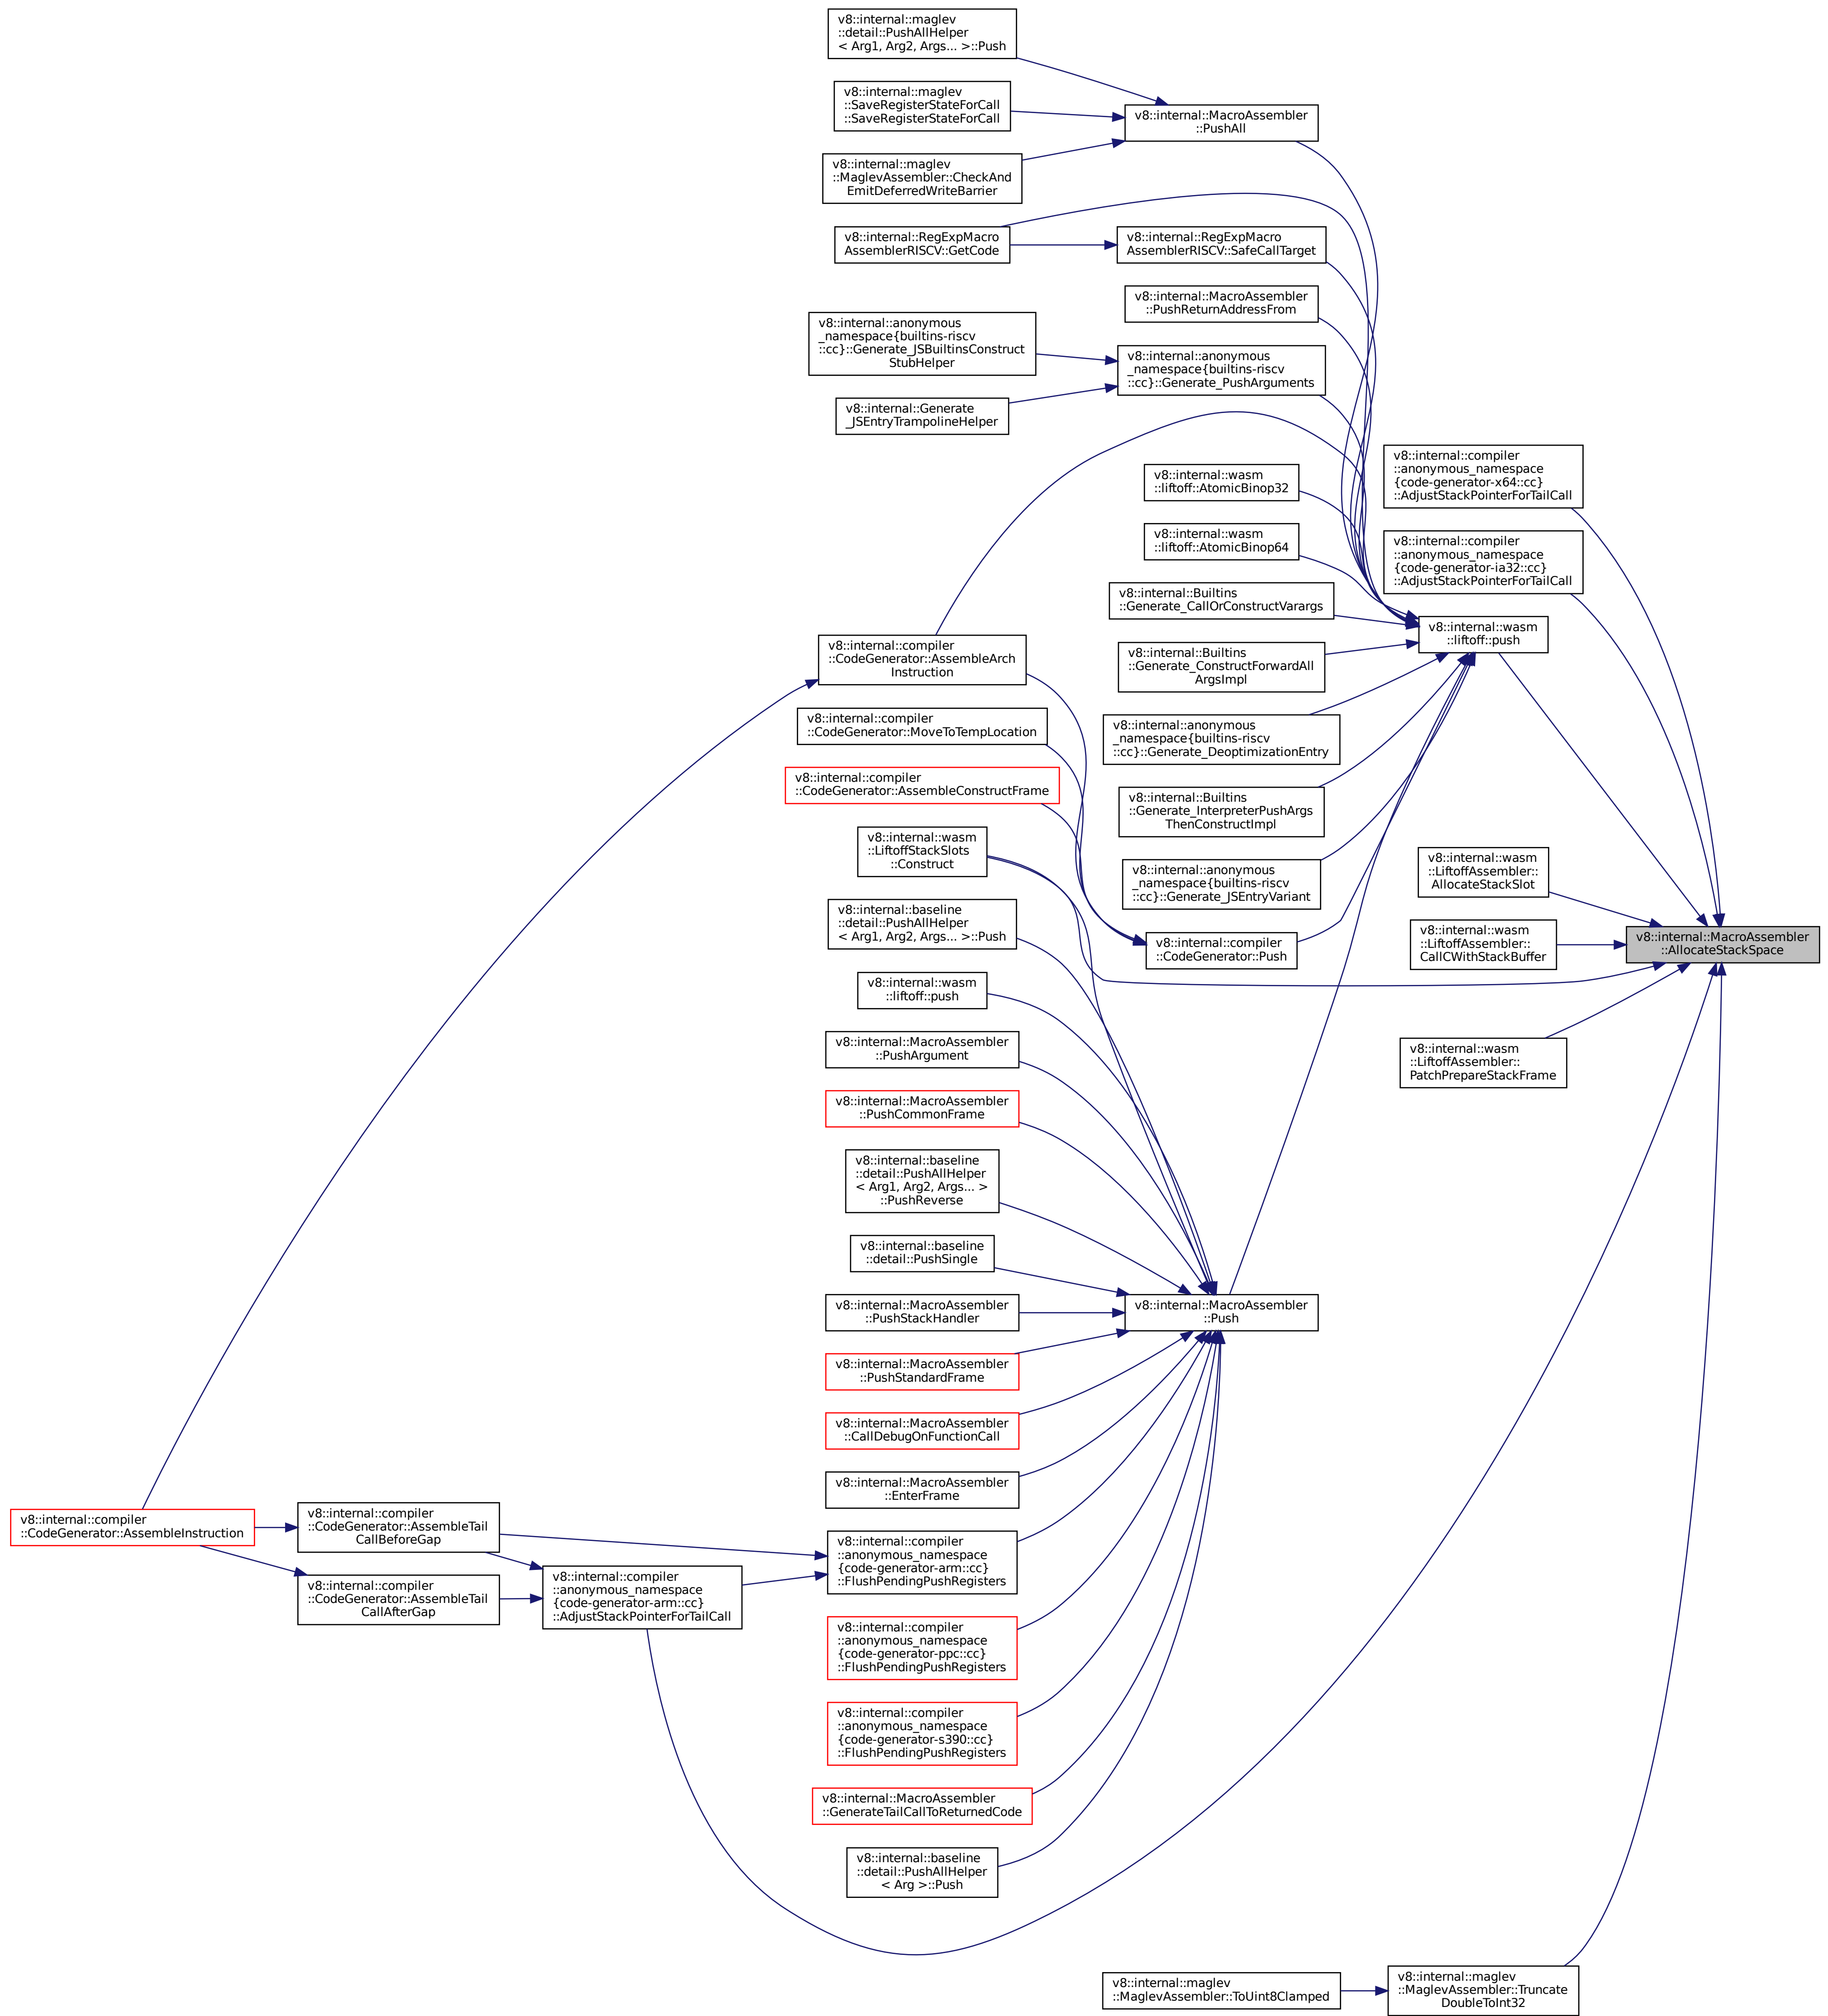 v8::internal::maglev
::detail::PushAllHelper
< Arg1, Arg2, Args... >::Push
v8::internal::maglev
::SaveRegisterStateForCall
::SaveRegisterStateForCall
v8::internal::MacroAssembler
::PushAll
v8::internal::maglev
::MaglevAssembler::CheckAnd
EmitDeferredWriteBarrier
v8::internal::RegExpMacro
AssemblerRISCV::GetCode
v8::internal::RegExpMacro
AssemblerRISCV::SafeCallTarget
v8::internal::MacroAssembler
::PushReturnAddressFrom
v8::internal::anonymous
_namespace{builtins-riscv
::cc}::Generate_JSBuiltinsConstruct
StubHelper
v8::internal::anonymous
_namespace{builtins-riscv
::cc}::Generate_PushArguments
v8::internal::Generate
_JSEntryTrampolineHelper
v8::internal::compiler
::anonymous_namespace
{code-generator-x64::cc}
::AdjustStackPointerForTailCall
v8::internal::wasm
::liftoff::AtomicBinop32
v8::internal::wasm
::liftoff::AtomicBinop64
v8::internal::compiler
::anonymous_namespace
{code-generator-ia32::cc}
::AdjustStackPointerForTailCall
v8::internal::Builtins
::Generate_CallOrConstructVarargs
v8::internal::wasm
::liftoff::push
v8::internal::compiler
::CodeGenerator::AssembleArch
Instruction
v8::internal::Builtins
::Generate_ConstructForwardAll
ArgsImpl
v8::internal::compiler
::CodeGenerator::MoveToTempLocation
v8::internal::anonymous
_namespace{builtins-riscv
::cc}::Generate_DeoptimizationEntry
v8::internal::compiler
::CodeGenerator::AssembleConstructFrame
v8::internal::Builtins
::Generate_InterpreterPushArgs
ThenConstructImpl
v8::internal::wasm
::LiftoffStackSlots
::Construct
v8::internal::anonymous
_namespace{builtins-riscv
::cc}::Generate_JSEntryVariant
v8::internal::wasm
::LiftoffAssembler::
AllocateStackSlot
v8::internal::baseline
::detail::PushAllHelper
< Arg1, Arg2, Args... >::Push
v8::internal::compiler
::CodeGenerator::Push
v8::internal::wasm
::LiftoffAssembler::
CallCWithStackBuffer
v8::internal::MacroAssembler
::AllocateStackSpace
v8::internal::wasm
::liftoff::push
v8::internal::MacroAssembler
::PushArgument
v8::internal::wasm
::LiftoffAssembler::
PatchPrepareStackFrame
v8::internal::MacroAssembler
::PushCommonFrame
v8::internal::baseline
::detail::PushAllHelper
< Arg1, Arg2, Args... >
::PushReverse
v8::internal::baseline
::detail::PushSingle
v8::internal::MacroAssembler
::PushStackHandler
v8::internal::MacroAssembler
::Push
v8::internal::MacroAssembler
::PushStandardFrame
v8::internal::MacroAssembler
::CallDebugOnFunctionCall
v8::internal::MacroAssembler
::EnterFrame
v8::internal::compiler
::CodeGenerator::AssembleInstruction
v8::internal::compiler
::CodeGenerator::AssembleTail
CallBeforeGap
v8::internal::compiler
::anonymous_namespace
{code-generator-arm::cc}
::FlushPendingPushRegisters
v8::internal::compiler
::CodeGenerator::AssembleTail
CallAfterGap
v8::internal::compiler
::anonymous_namespace
{code-generator-arm::cc}
::AdjustStackPointerForTailCall
v8::internal::compiler
::anonymous_namespace
{code-generator-ppc::cc}
::FlushPendingPushRegisters
v8::internal::compiler
::anonymous_namespace
{code-generator-s390::cc}
::FlushPendingPushRegisters
v8::internal::MacroAssembler
::GenerateTailCallToReturnedCode
v8::internal::baseline
::detail::PushAllHelper
< Arg >::Push
v8::internal::maglev
::MaglevAssembler::ToUint8Clamped
v8::internal::maglev
::MaglevAssembler::Truncate
DoubleToInt32